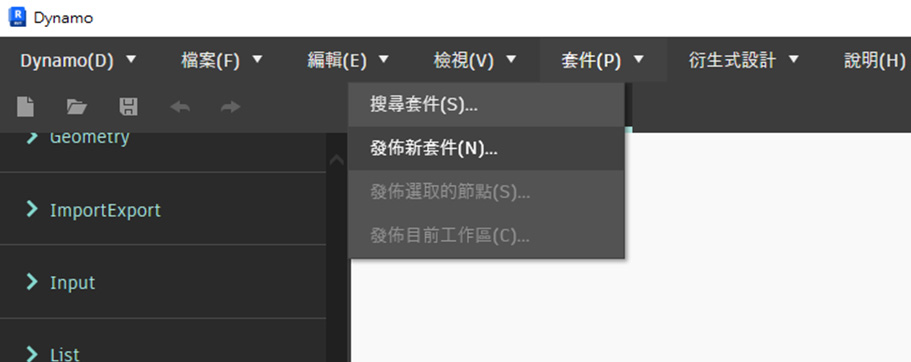 Dynamo
Dynamo(D) 檔案(F) 編輯(E) 檢視(V) 套件(P) 衍生式設計 說明(H)
搜尋套件(S)...
發佈新套件(N)...
發佈選取的節點(S)...
發佈目前工作區(C)...
Geometry
ImportExport
Input
List